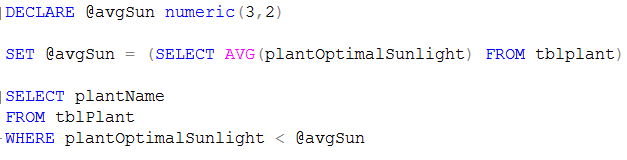 DECLARE @avgSun numeric(3,2)
SET @avgSun = (SELECT AVG(plantOptimalSunlight) FROM tblplant)
SELECT plantName
FROM tblPlant
WHERE plantOptimalSunlight < @avgSun